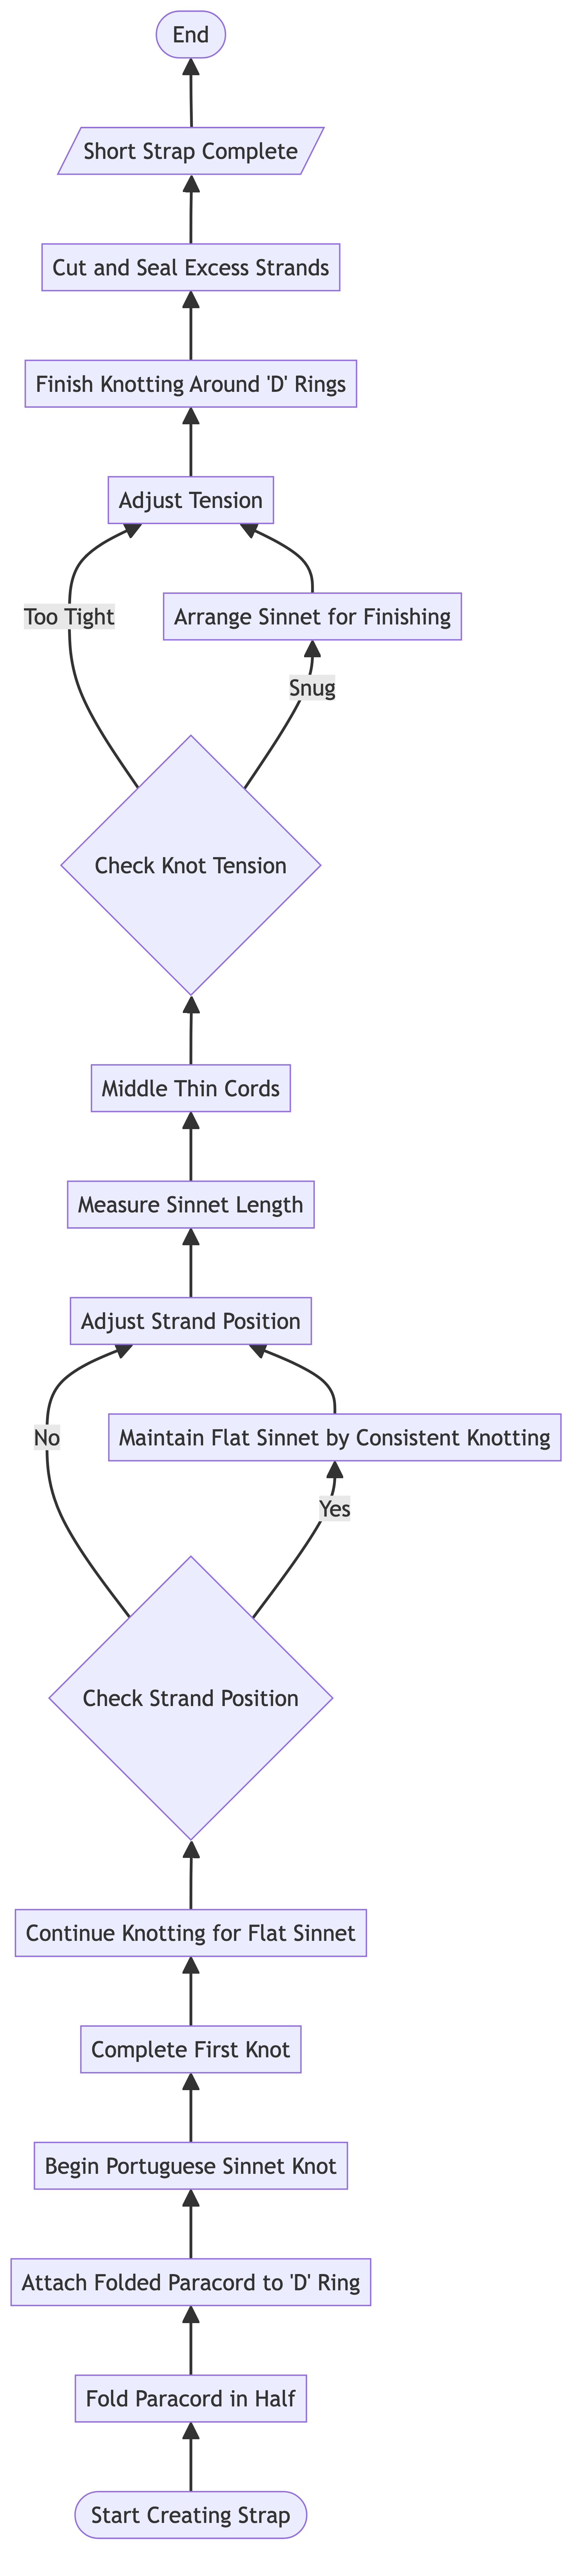 End
Short Strap Complete
Cut and Seal Excess Strands
Finish Knotting Around 'D' Rings
Adjust Tension
Too Tight
Arrange Sinnet for Finishing
Snug
Check Knot Tension
Middle Thin Cords
Measure Sinnet Length
Adjust Strand Position
No
Maintain Flat Sinnet by Consistent Knotting
Yes
Check Strand Position
Continue Knotting for Flat Sinnet
Complete First Knot
Begin Portuguese Sinnet Knot
Attach Folded Paracord to 'D' Ring
Fold Paracord in Half
Start Creating Strap